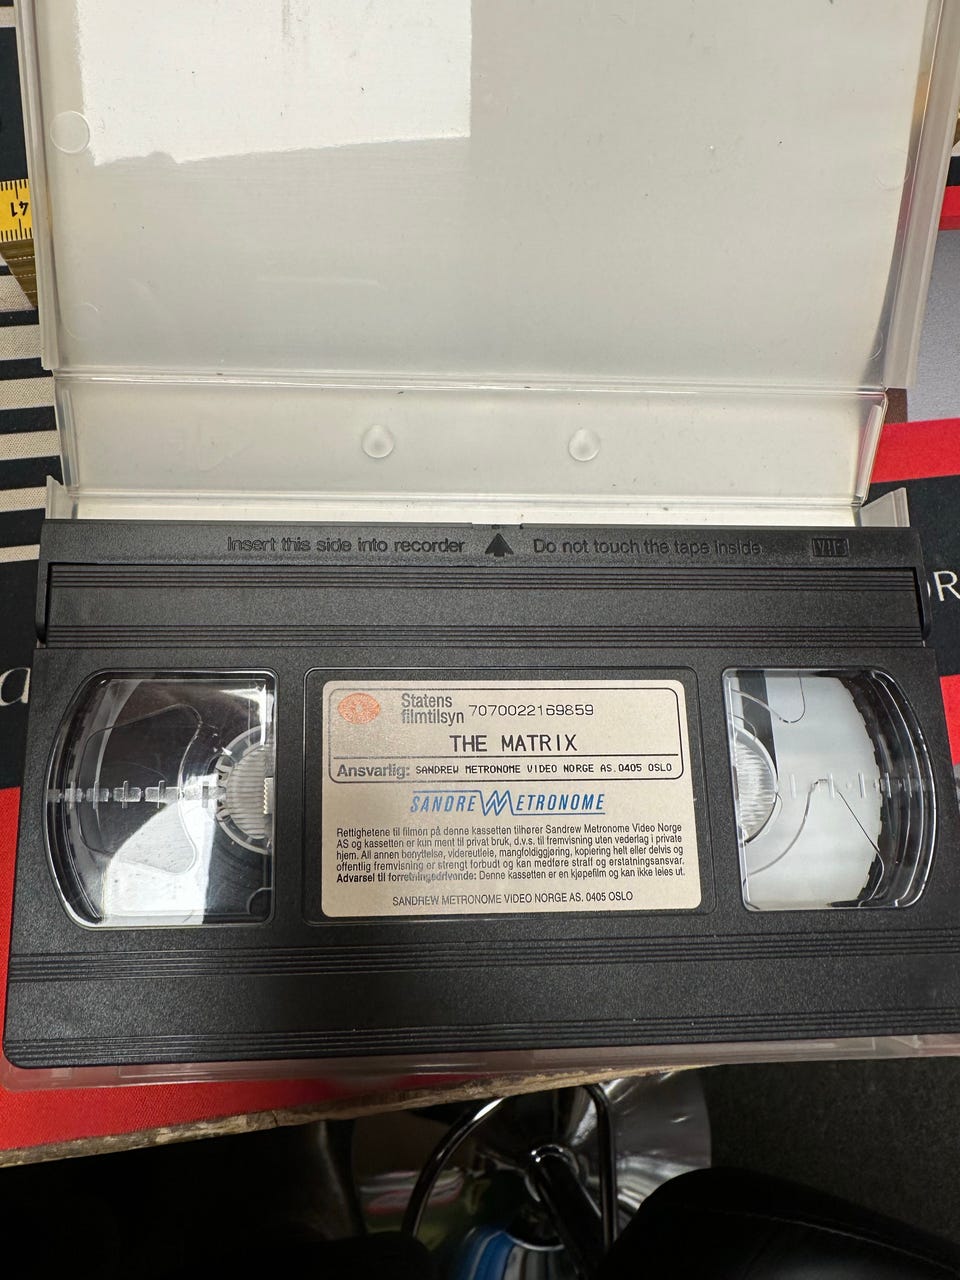 41
Insert this side into recorder Do not touch the tape inside VHS
Statens
filmtilsyn 7070022169859
THE MATRIX
Ansvarlig: SANDREW METRONOME VIDEO NORGE AS.0405 OSLO
SANDREW METRONOME
Rettighetene til filmen på denne kassetten tilhører Sandrew Metronome Video Norge
AS og kassetten er kun ment til privat bruk, d.v.s. til fremvisning uten vederlag i private
hjem. All annen benyttelse, videreutleie, mangfoldiggjøring, kopiering helt eller delvis og
offentlig fremvisning er strengt forbudt og kan medføre straff og erstatningsansvar.
Advarsel til forretningsdrivende: Denne kassetten er en kjøpefilm og kan ikke leies ut.
SANDREW METRONOME VIDEO NORGE AS. 0405 OSLO